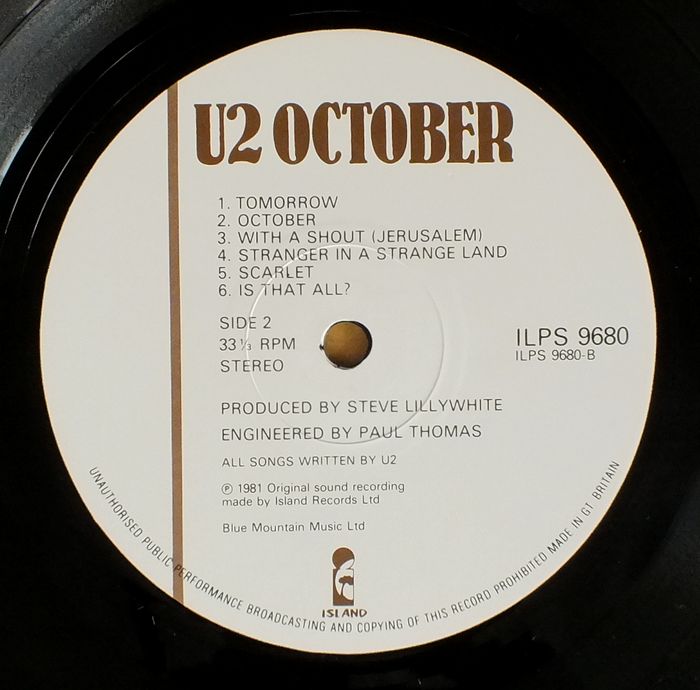 U2 OCTOBER
1. TOMORROW
2. OCTOBER
3. WITH A SHOUT (JERUSALEM)
4. STRANGER IN A STRANGE LAND
5. SCARLET
6. IS THAT ALL?
SIDE 2
33 ⅓ RPM
STEREO
ILPS 9680
ILPS 9680-B
PRODUCED BY STEVE LILLYWHITE
ENGINEERED BY PAUL THOMAS
ALL SONGS WRITTEN BY U2
℗ 1981 Original sound recording
made by Island Records Ltd
Blue Mountain Music Ltd
ISLAND
UNAUTHORISED PUBLIC PERFORMANCE BROADCASTING AND COPYING OF THIS RECORD PROHIBITED MADE IN GT BRITAIN